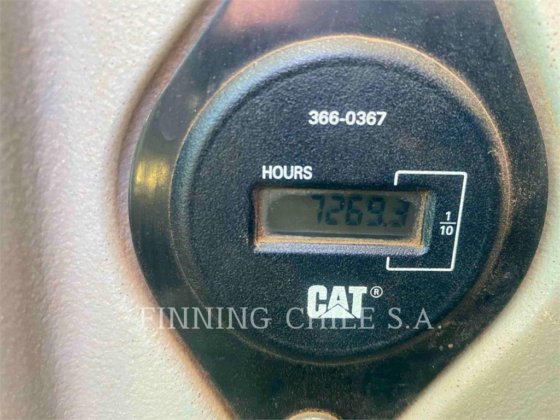 366-0367
HOURS
7269.3
1/10
CAT®
FINNING CHILE S.A.